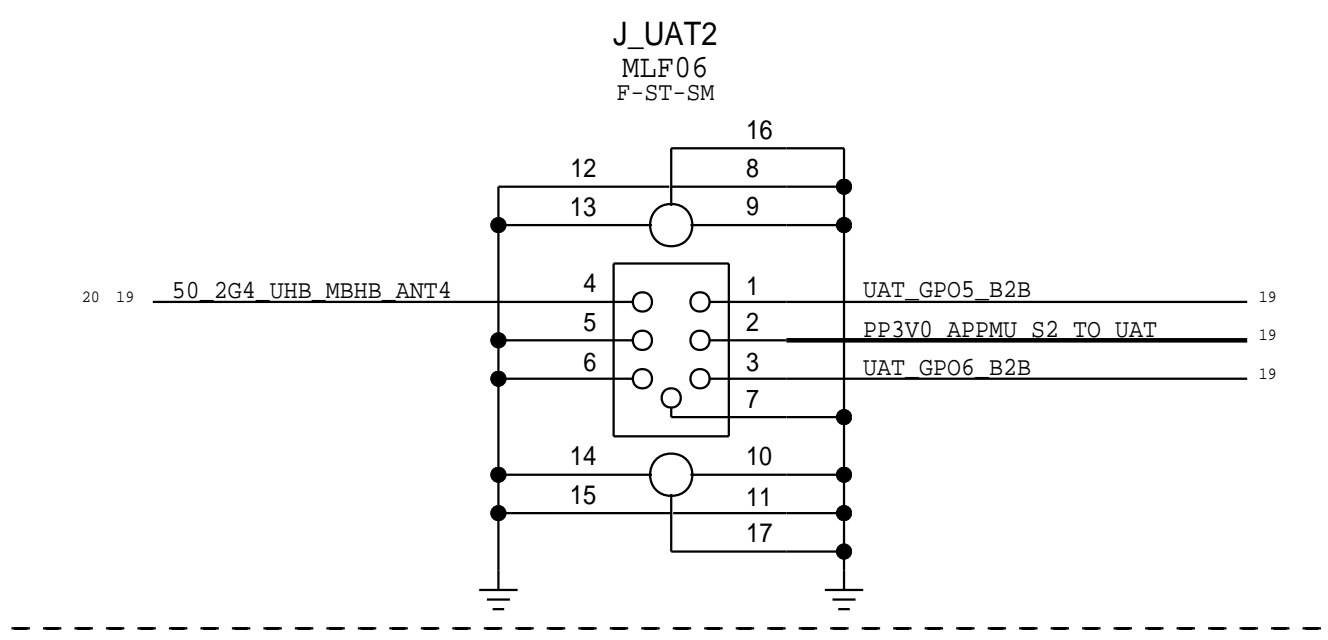 J_UAT2
MLF06
F-ST-SM
16
12 8
13 9
20 19 50_2G4_UHB_MBHB_ANT4 4 1 UAT_GPO5_B2B 19
5 2 PP3V0_APPMU_S2_TO_UAT 19
6 3 UAT_GPO6_B2B 19
7
14 10
15 11
17